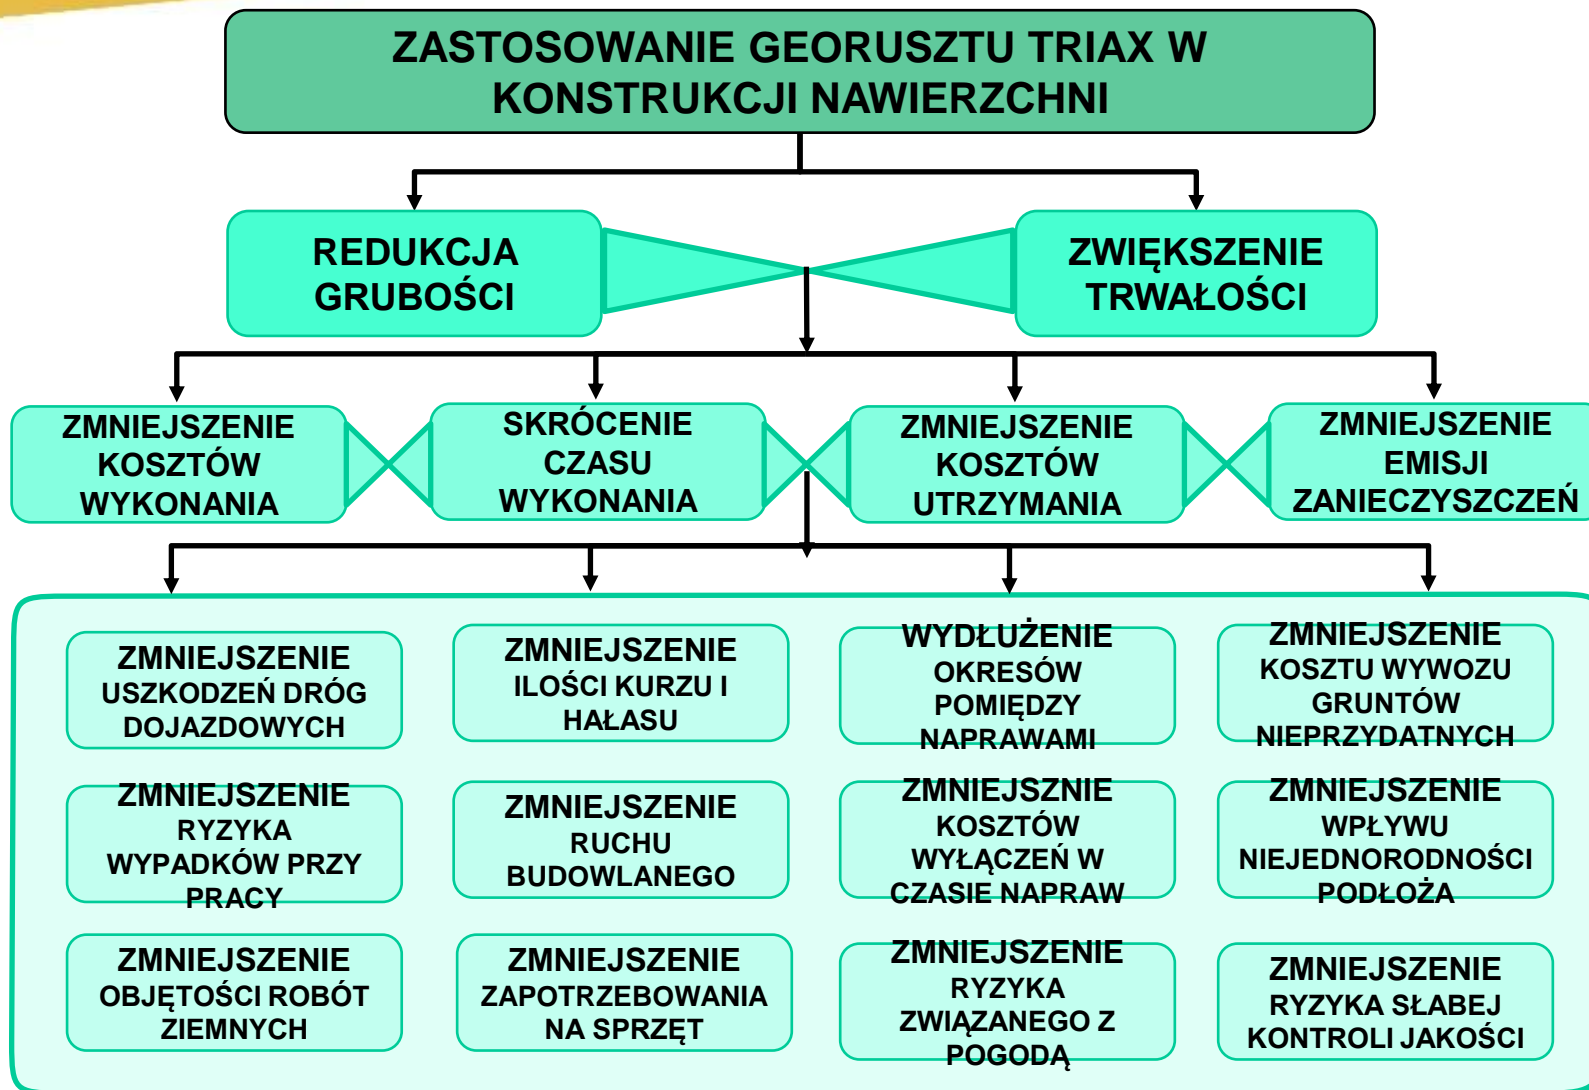 ZASTOSOWANIE GEORUSZTU TRIAX W
KONSTRUKCJI NAWIERZCHNI
REDUKCJA
GRUBOŚCI
ZWIĘKSZENIE
TRWAŁOŚCI
ZMNIEJSZENIE
KOSZTÓW
WYKONANIA
SKRÓCENIE
CZASU
WYKONANIA
ZMNIEJSZENIE
KOSZTÓW
UTRZYMANIA
ZMNIEJSZENIE
EMISJI
ZANIECZYSZCZEŃ
ZMNIEJSZENIE
USZKODZEŃ DRÓG
DOJAZDOWYCH
ZMNIEJSZENIE
ILOŚCI KURZU I
HAŁASU
WYDŁUŻENIE
OKRESÓW
POMIĘDZY
NAPRAWAMI
ZMNIEJSZENIE
KOSZTU WYWOZU
GRUNTÓW
NIEPRZYDATNYCH
ZMNIEJSZENIE
RYZYKA
WYPADKÓW PRZY
PRACY
ZMNIEJSZENIE
RUCHU
BUDOWLANEGO
ZMNIEJSZNIE
KOSZTÓW
WYŁĄCZEŃ W
CZASIE NAPRAW
ZMNIEJSZENIE
WPŁYWU
NIEJEDNORODNOŚCI
PODŁOŻA
ZMNIEJSZENIE
OBJĘTOŚCI ROBÓT
ZIEMNYCH
ZMNIEJSZENIE
ZAPOTRZEBOWANIA
NA SPRZĘT
ZMNIEJSZENIE
RYZYKA
ZWIĄZANEGO Z
POGODĄ
ZMNIEJSZENIE
RYZYKA SŁABEJ
KONTROLI JAKOŚCI